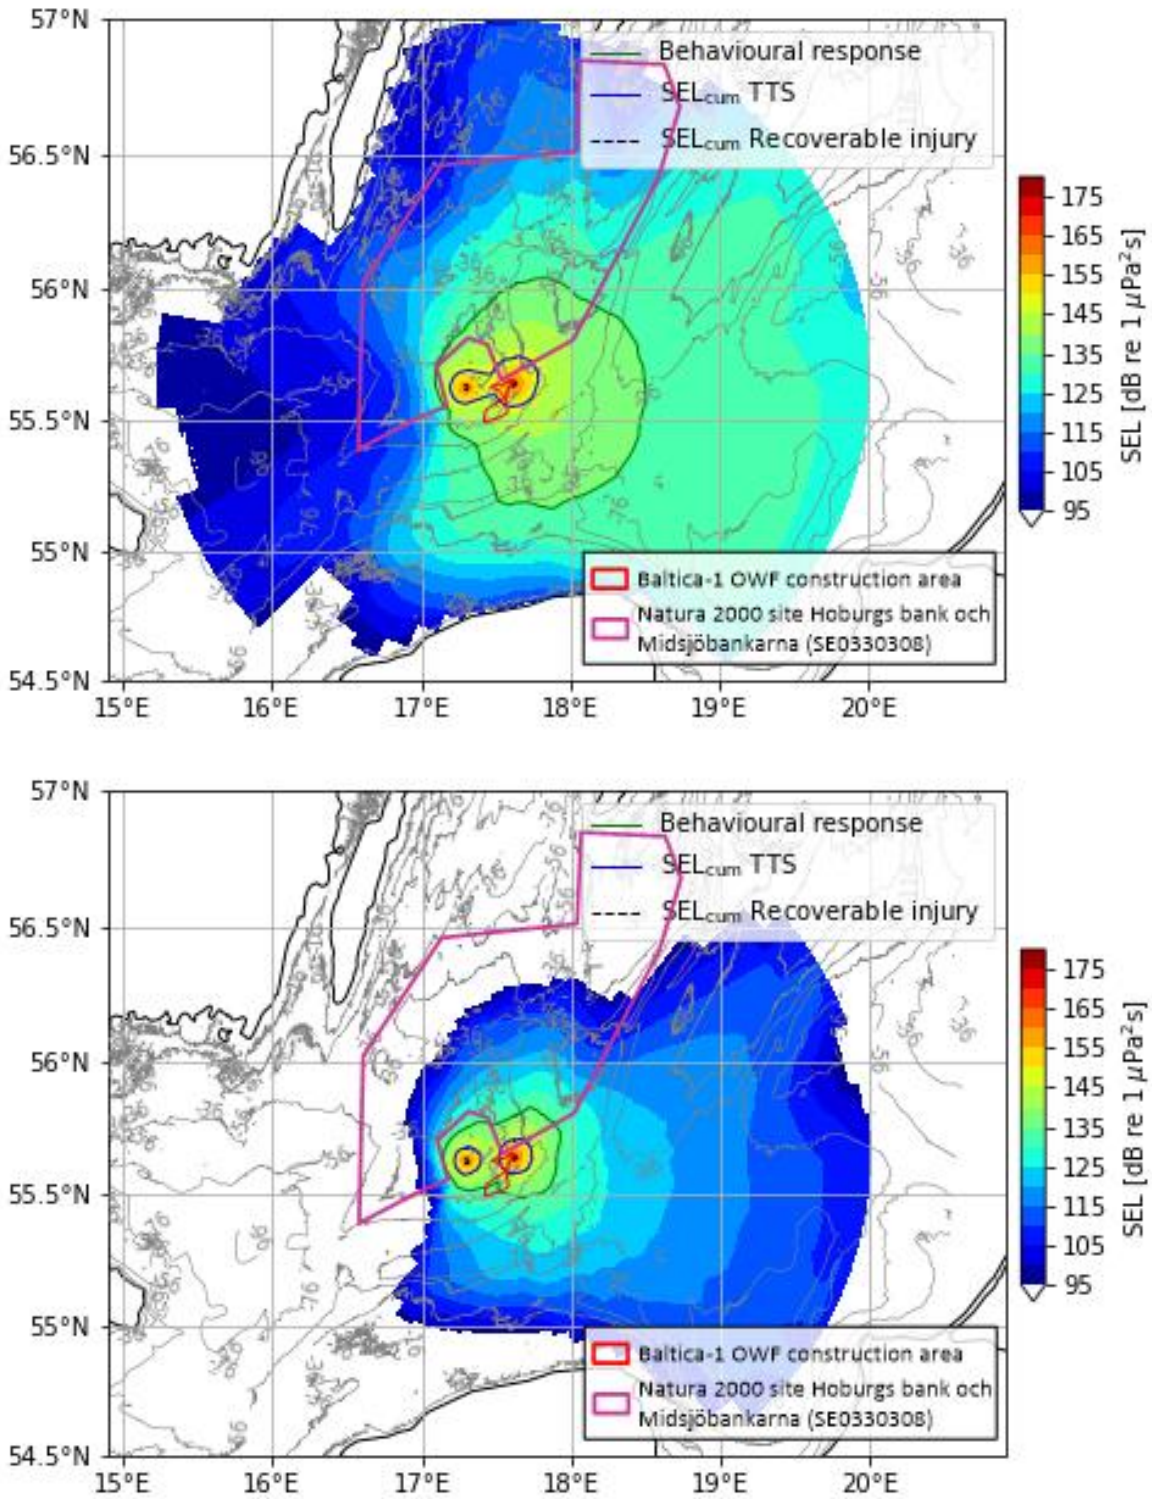 57°N
Behavioural response
SELcum TTS
SELcum Recoverable injury
56.5°N
56°N
55.5°N
55°N
54.5°N
15°E 16°E 17°E 18°E 19°E 20°E
175
165
155
145
135
125
115
105
95
SEL [dB re 1 μPa²s]
Baltica-1 OWF construction area
Natura 2000 site Hoburgs bank och
Midsjöbankarna (SE0330308)
57°N
Behavioural response
SELcum TTS
SELcum Recoverable injury
56.5°N
56°N
55.5°N
55°N
54.5°N
15°E 16°E 17°E 18°E 19°E 20°E
175
165
155
145
135
125
115
105
95
SEL [dB re 1 μPa²s]
Baltica-1 OWF construction area
Natura 2000 site Hoburgs bank och
Midsjöbankarna (SE0330308)